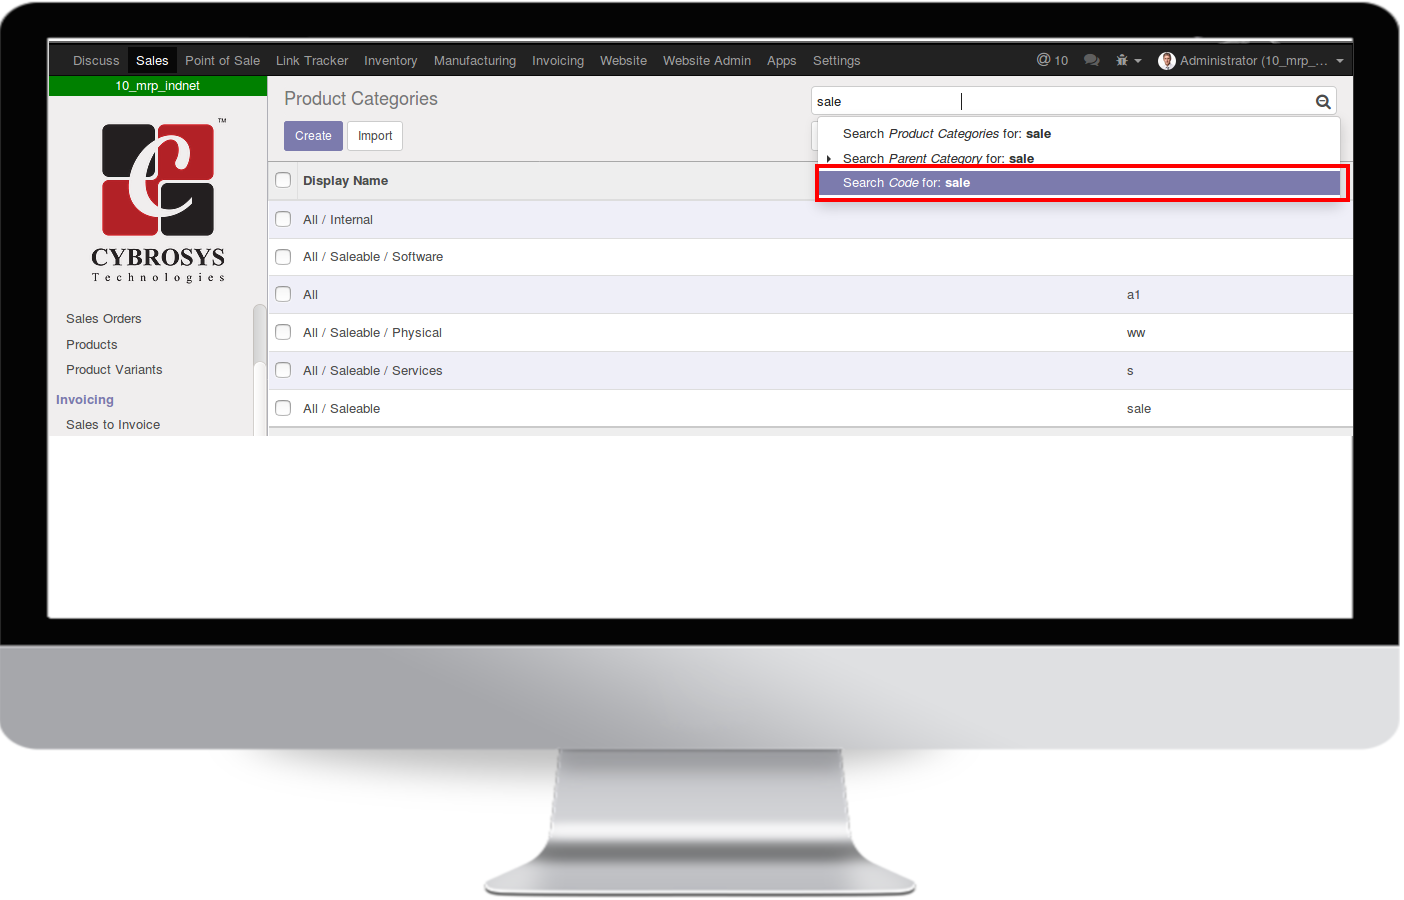 Discuss Sales Point of Sale Link Tracker Inventory Manufacturing Invoicing Website Website Admin Apps Settings @ 10 Administrator (10_mrp_...
10_mrp_indnet
Product Categories
sale
Create Import
Search Product Categories for: sale
Search Parent Category for: sale
Search Code for: sale
TM
CYBROSYS
Technologies
Display Name
All / Internal
All / Saleable / Software
All a1
All / Saleable / Physical ww
All / Saleable / Services s
All / Saleable sale
Sales Orders
Products
Product Variants
Invoicing
Sales to Invoice